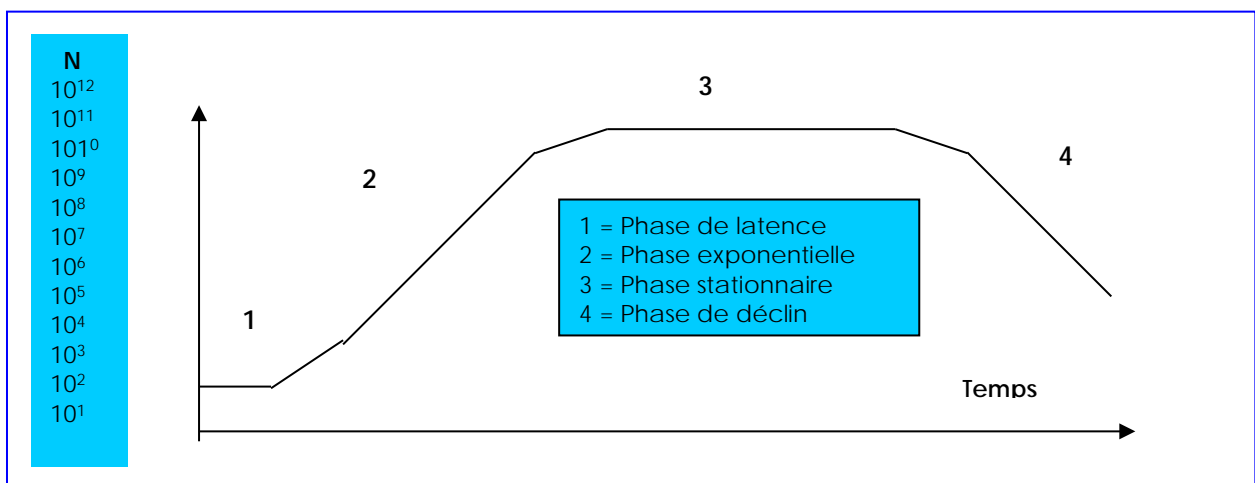 N
10¹²
10¹¹
101⁰
10⁹
10⁸
10⁷
10⁶
10⁵
10⁴
10³
10²
10¹
1
2
3
4
1 = Phase de latence
2 = Phase exponentielle
3 = Phase stationnaire
4 = Phase de déclin
Temps